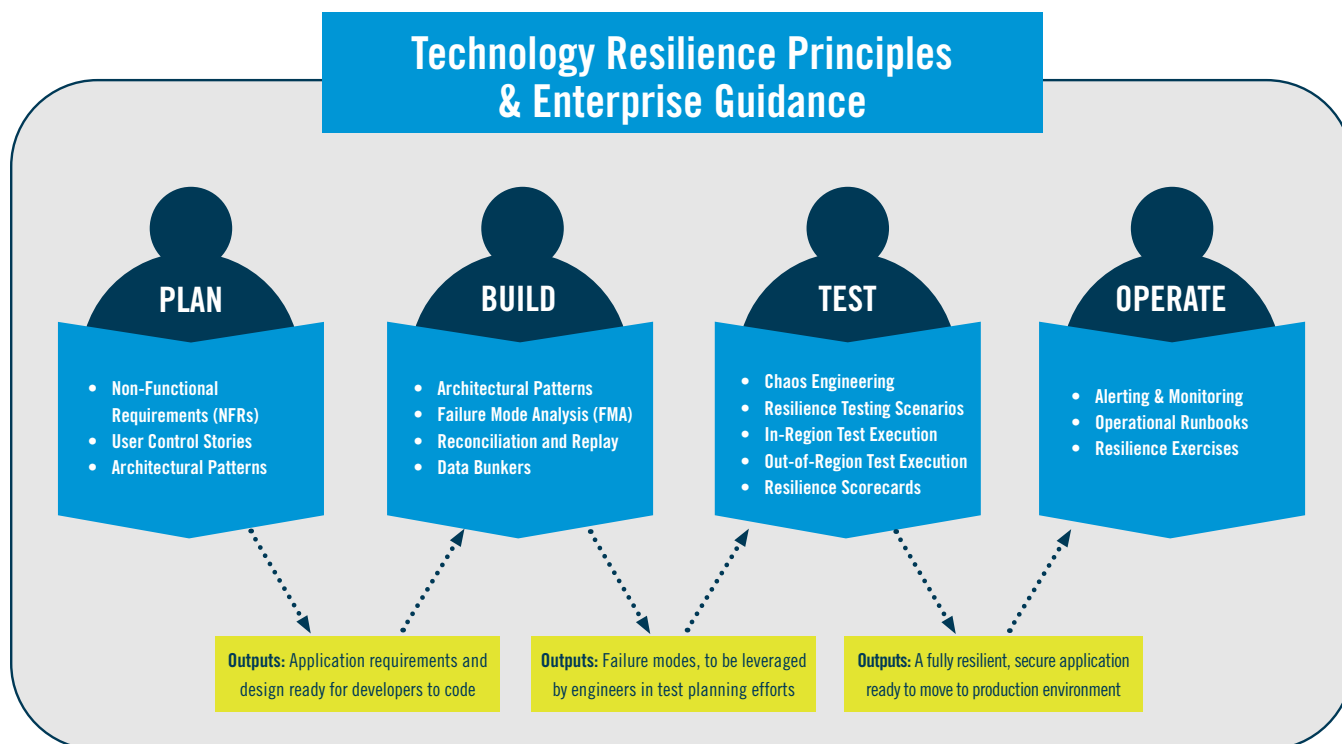 Technology Resilience Principles
& Enterprise Guidance
PLAN
• Non-Functional
Requirements (NFRs)
• User Control Stories
• Architectural Patterns
BUILD
• Architectural Patterns
• Failure Mode Analysis (FMA)
• Reconciliation and Replay
• Data Bunkers
TEST
• Chaos Engineering
• Resilience Testing Scenarios
• In-Region Test Execution
• Out-of-Region Test Execution
• Resilience Scorecards
OPERATE
• Alerting & Monitoring
• Operational Runbooks
• Resilience Exercises
Outputs: Application requirements and
design ready for developers to code
Outputs: Failure modes, to be leveraged
by engineers in test planning efforts
Outputs: A fully resilient, secure application
ready to move to production environment